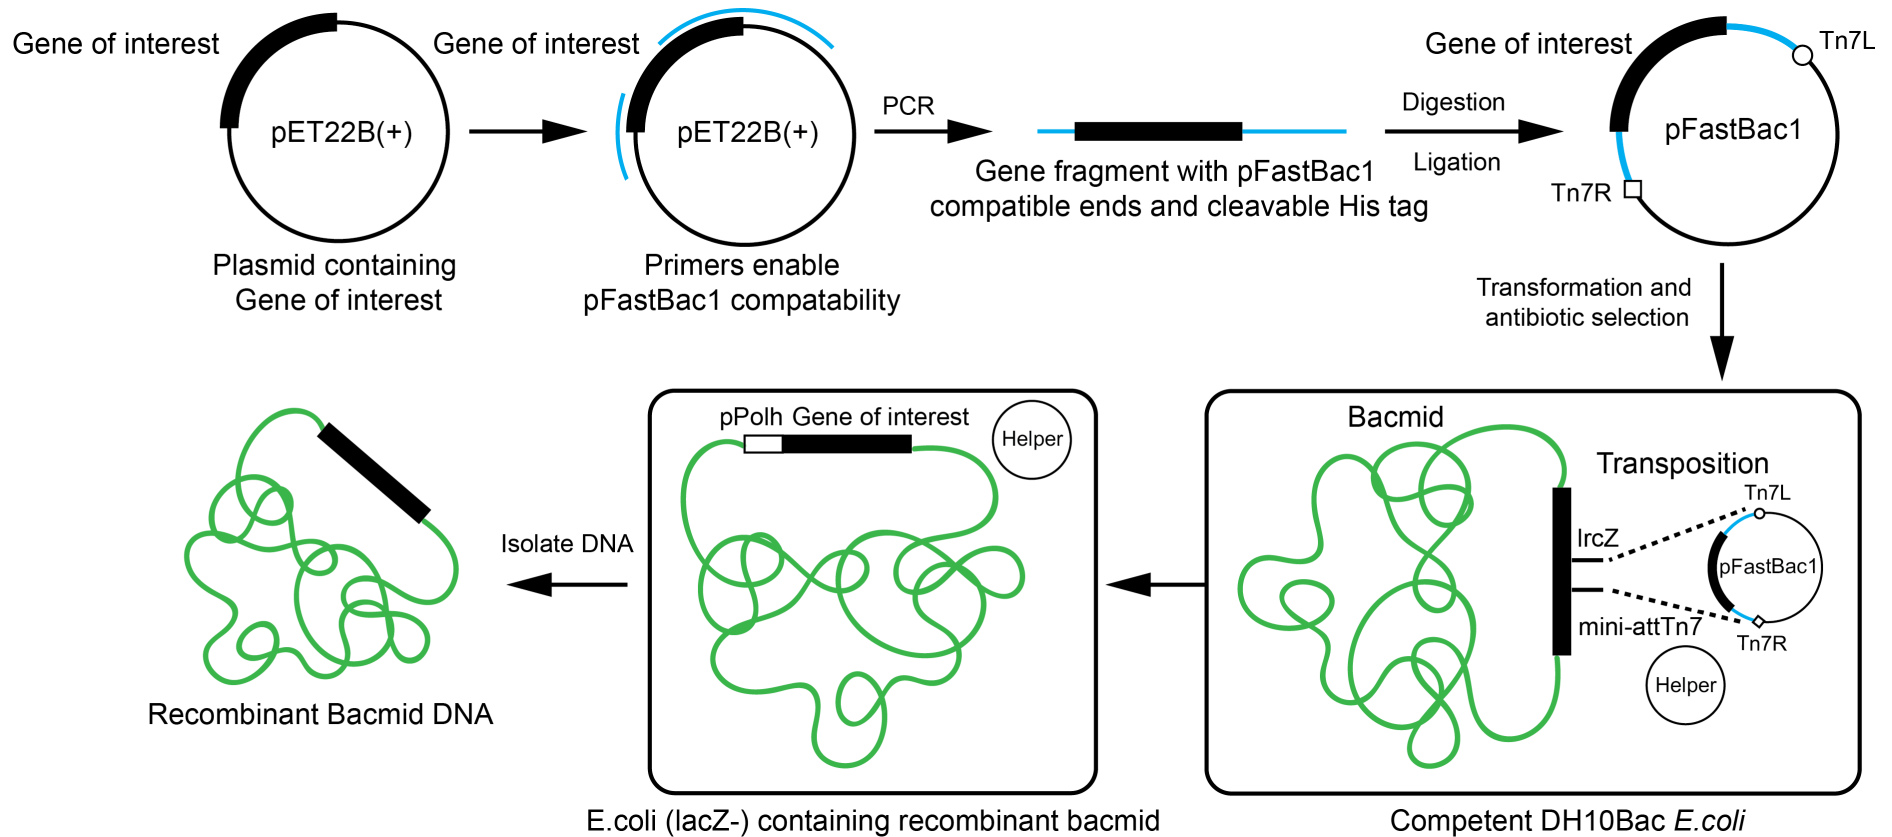 Gene of interest
pET22B(+)
Plasmid containing
Gene of interest
Gene of interest
pET22B(+)
Primers enable
pFastBac1 compatability
PCR
Gene fragment with pFastBac1
compatible ends and cleavable His tag
Digestion
Ligation
Gene of interest
Tn7L
pFastBac1
Tn7R
Transformation and
antibiotic selection
Bacmid
Transposition
Tn7L
lrcZ
pFastBac1
mini-attTn7
Tn7R
Helper
Competent DH10Bac E.coli
pPolh Gene of interest
Helper
E.coli (lacZ-) containing recombinant bacmid
Isolate DNA
Recombinant Bacmid DNA